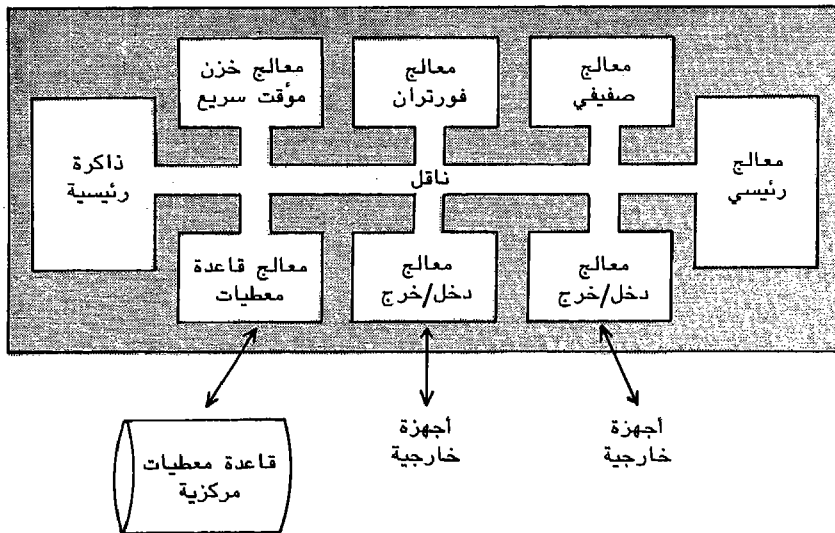 معالج خزن
مؤقت سريع
معالج
فورتران
معالج
صفيفي
ذاكرة
رئيسية
ناقل
معالج
رئيسي
معالج قاعدة
معطيات
معالج
دخل/خرج
معالج
دخل/خرج
قاعدة معطيات
مركزية
أجهزة
خارجية
أجهزة
خارجية